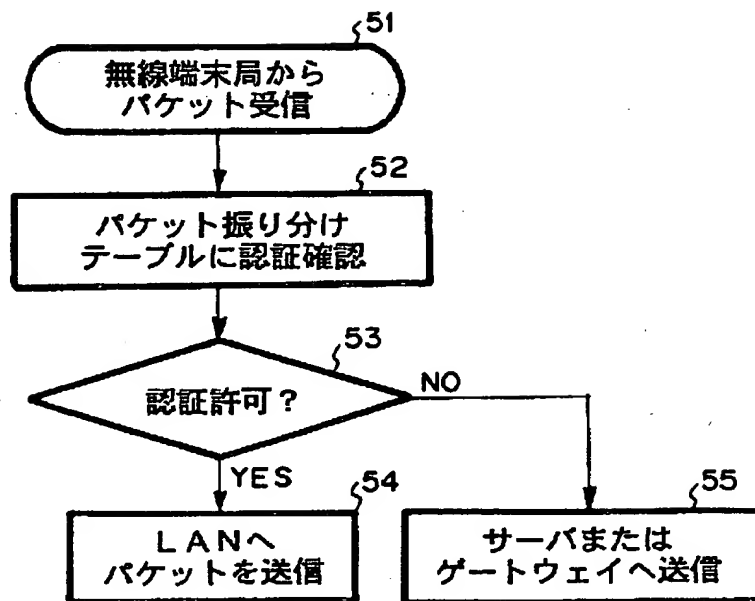 51
無線端末局から
パケット受信
52
パケット振り分け
テーブルに認証確認
53
認証許可?
NO
YES
54
LANへ
パケットを送信
55
サーバまたは
ゲートウェイへ送信